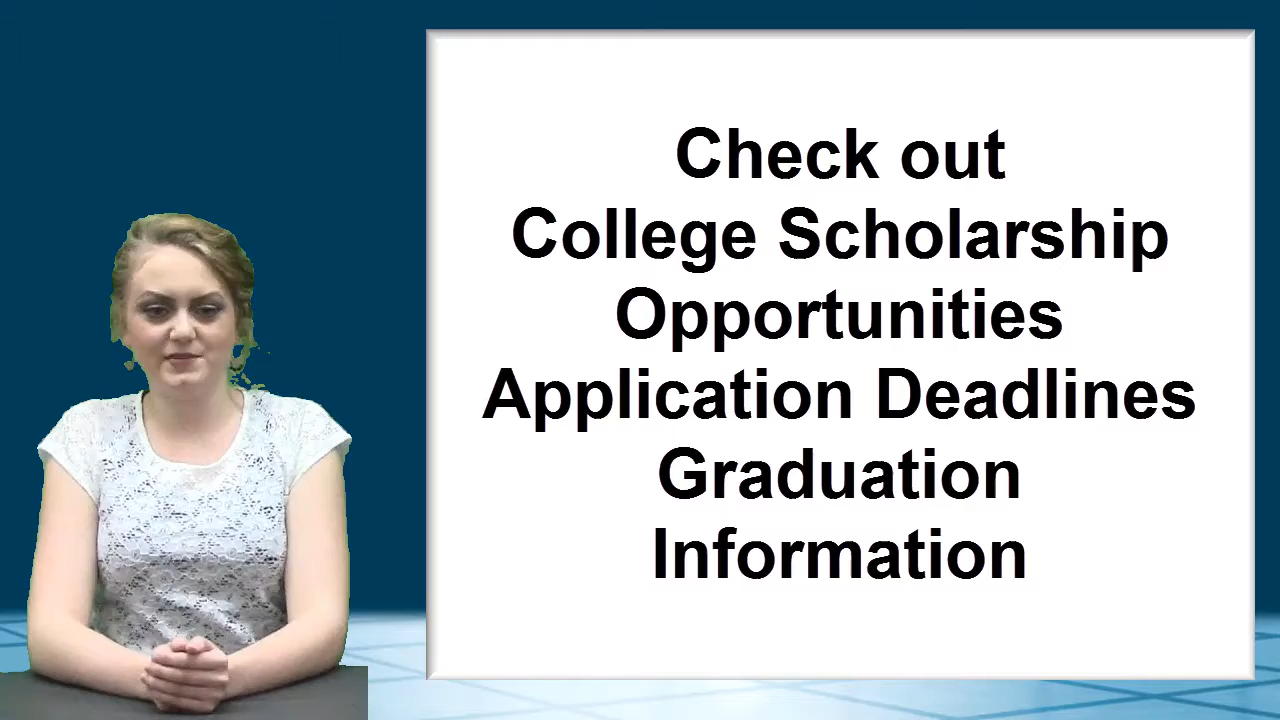 Check out
College Scholarship
Opportunities
Application Deadlines
Graduation
Information